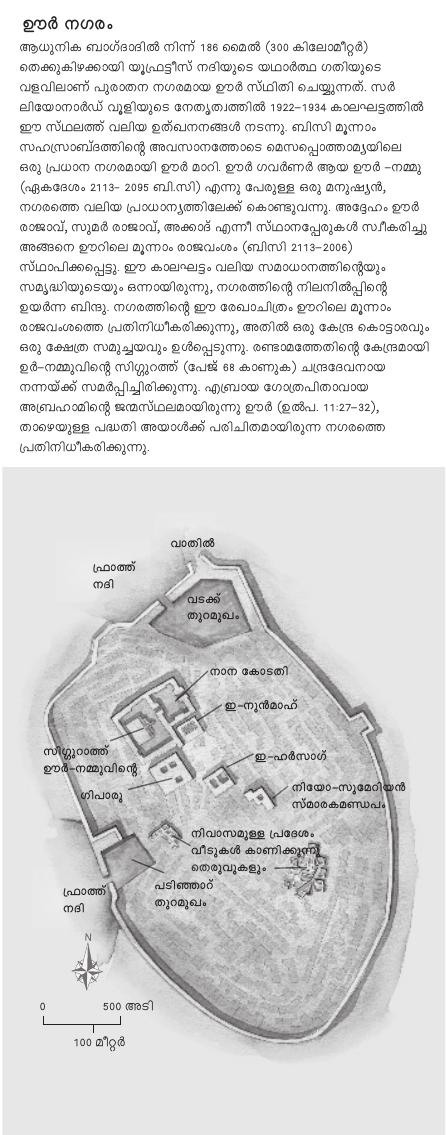 ഊർ നഗരം
ആധുനിക ബാഗ്ദാദിൽ നിന്ന് 186 മൈൽ (300 കിലോമീറ്റർ)
തെക്കുകിഴക്കായി യൂഫ്രട്ടീസ് നദിയുടെ യഥാർത്ഥ ഗതിയുടെ
വളവിലാണ് പുരാതന നഗരമായ ഊർ സ്ഥിതി ചെയ്യുന്നത്. സർ
ലിയോനാർഡ് വൂളിയുടെ നേതൃത്വത്തിൽ 1922-1934 കാലഘട്ടത്തിൽ
ഈ സ്ഥലത്ത് വലിയ ഉത്ഖനനങ്ങൾ നടന്നു. ബിസി മൂന്നാം
സഹസ്രാബ്ദത്തിന്റെ അവസാനത്തോടെ മെസപ്പൊത്താമ്യയിലെ
ഒരു പ്രധാന നഗരമായി ഊർ മാറി. ഊർ ഗവർണർ ആയ ഊർ -നമ്മു
(ഏകദേശം 2113- 2095 ബി.സി) എന്നു പേരുള്ള ഒരു മനുഷ്യൻ,
നഗരത്തെ വലിയ പ്രാധാന്യത്തിലേക്ക് കൊണ്ടുവന്നു. അദ്ദേഹം ഊർ
രാജാവ്, സുമർ രാജാവ്, അക്കാദ് എന്നീ സ്ഥാനപ്പേരുകൾ സ്വീകരിച്ചു
അങ്ങനെ ഊറിലെ മൂന്നാം രാജവംശം (ബിസി 2113-2006)
സ്ഥാപിക്കപ്പെട്ടു. ഈ കാലഘട്ടം വലിയ സമാധാനത്തിന്റെയും
സമൃദ്ധിയുടെയും ഒന്നായിരുന്നു, നഗരത്തിന്റെ നിലനിൽപ്പിന്റെ
ഉയർന്ന ബിന്ദു. നഗരത്തിന്റെ ഈ രേഖാചിത്രം ഊറിലെ മൂന്നാം
രാജവംശത്തെ പ്രതിനിധീകരിക്കുന്നു, അതിൽ ഒരു കേന്ദ്ര കൊട്ടാരവും
ഒരു ക്ഷേത്ര സമുച്ചയവും ഉൾപ്പെടുന്നു. രണ്ടാമത്തേതിന്റെ കേന്ദ്രമായി
ഉർ-നമ്മുവിന്റെ സിഗ്ഗുറത്ത് (പേജ് 68 കാണുക) ചന്ദ്രദേവനായ
നന്നയ്ക്ക് സമർപ്പിച്ചിരിക്കുന്നു. എബ്രായ ഗോത്രപിതാവായ
അബ്രഹാമിന്റെ ജന്മസ്ഥലമായിരുന്നു ഊർ (ഉൽപ. 11:27-32),
താഴെയുള്ള പദ്ധതി അയാൾക്ക് പരിചിതമായിരുന്ന നഗരത്തെ
പ്രതിനിധീകരിക്കുന്നു.
വാതിൽ
ഫ്രാത്ത്
നദി
വടക്ക്
തുറമുഖം
നാന കോടതി
ഇ-നുൻമാഹ്
സിഗ്ഗുറാത്ത്
ഊർ-നമ്മുവിന്റെ
ഇ-ഹർസാഗ്
ഗിപാരു
നിയോ-സുമേറിയൻ
സ്മാരകമണ്ഡപം
നിവാസമുള്ള പ്രദേശം
വീടുകൾ കാണിക്കുന്നു
തെരുവുകളും
ഫ്രാത്ത്
നദി
പടിഞ്ഞാറ്
തുറമുഖം
N
0 500 അടി
100 മീറ്റർ